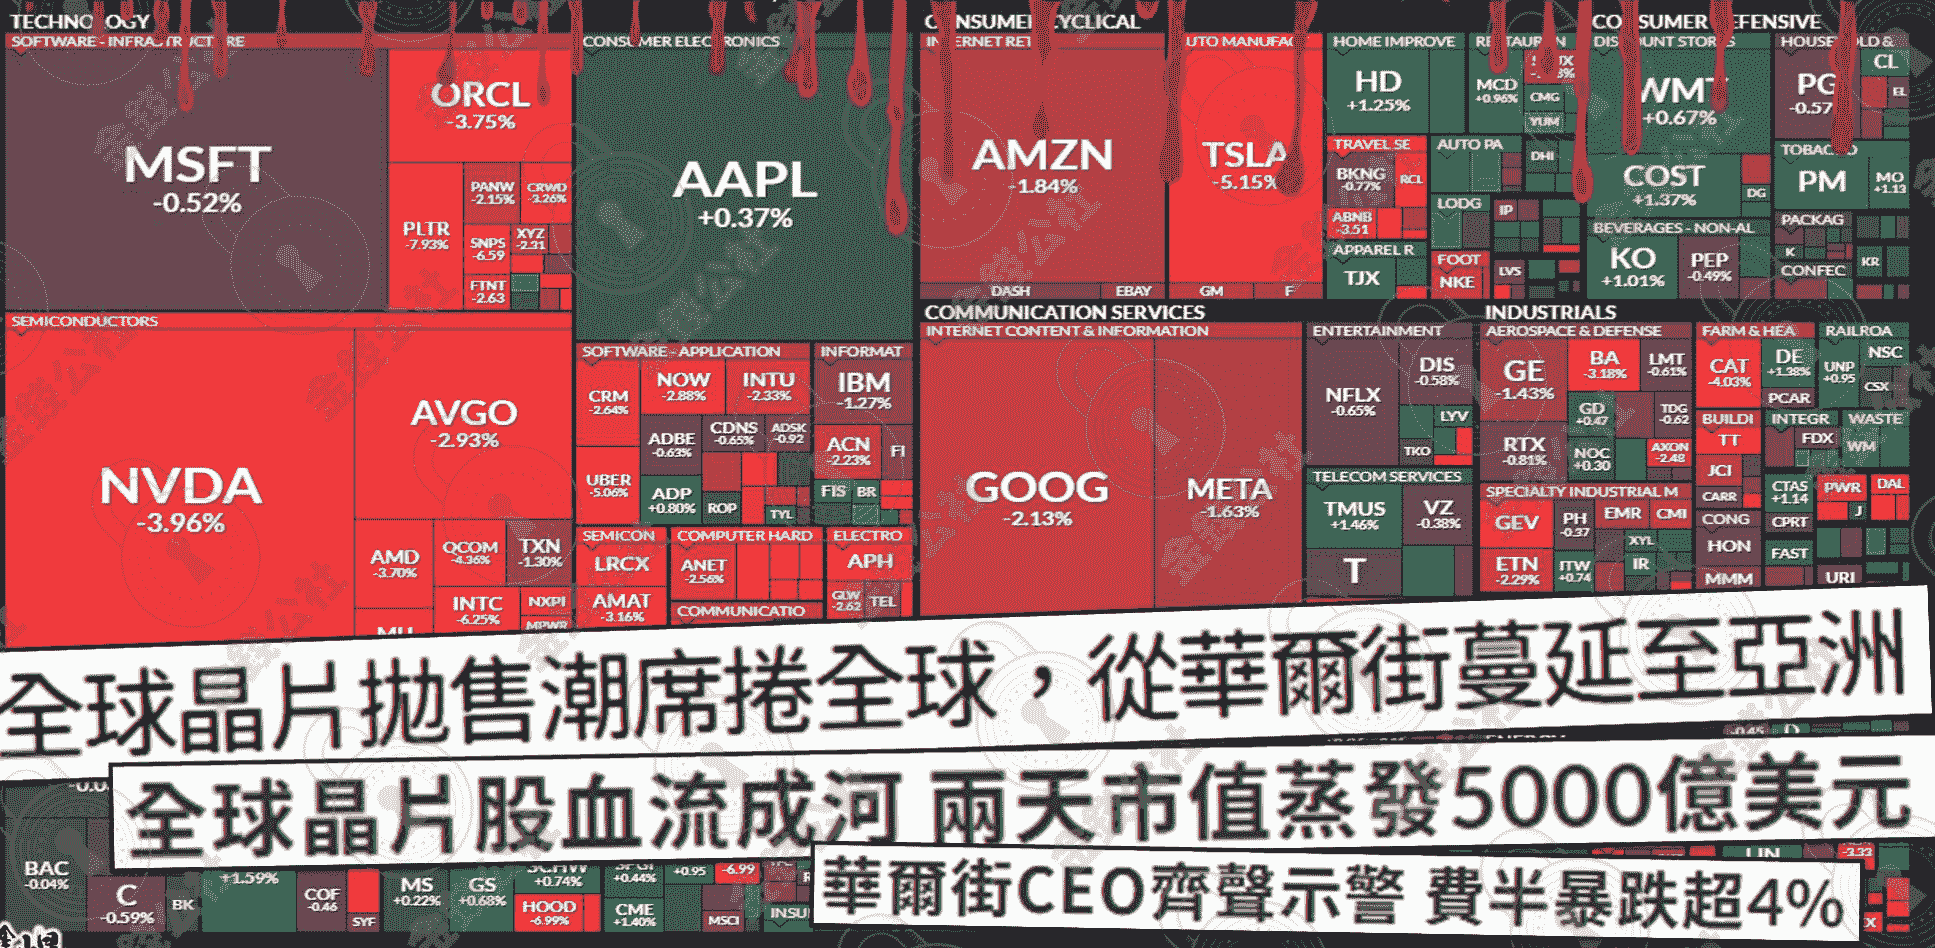 TECHNOLOGY
SOFTWARE - INFRASTRUCTURE
MSFT
-0.52%
ORCL
-3.75%
PLTR
-7.93%
PANW
-2.15%
CRWD
-3.26%
SNPS
-6.59
XYZ
-2.31
FTNT
-2.63
CONSUMER ELECTRONICS
AAPL
+0.37%
SEMICONDUCTORS
NVDA
-3.96%
AVGO
-2.93%
AMD
-3.70%
QCOM
-4.36%
TXN
-1.30%
INTC
-6.25%
NXPI
MPWR
MU
SOFTWARE - APPLICATION
CRM
-2.64%
NOW
-2.88%
INTU
-2.33%
UBER
-5.06%
ADBE
-0.63%
CDNS
-0.65%
ADSK
-0.92
ADP
+0.80%
ROP
TYL
INFORMAT
IBM
-1.27%
ACN
-2.23%
FI
FIS
BR
SEMICON
LRCX
AMAT
-3.16%
COMPUTER HARD
ANET
-2.56%
COMMUNICATIO
ELECTRO
APH
GLW
-2.62
TEL
CONSUMER CYCLICAL
INTERNET RET
AMZN
-1.84%
DASH
EBAY
AUTO MANUFAC
TSLA
-5.15%
GM
F
HOME IMPROVE
HD
+1.25%
RESTAURAN
MCD
+0.96%
CMG
YUM
TRAVEL SE
BKNG
-0.77%
RCL
ABNB
-3.51
AUTO PA
DHI
LODG
IP
APPAREL R
TJX
FOOT
NKE
LVS
CONSUMER DEFENSIVE
DISCOUNT STORES
WMT
+0.67%
COST
+1.37%
DG
HOUSEHOLD &
PG
-0.57
CL
EL
TOBACCO
PM
MO
+1.13
BEVERAGES - NON-AL
KO
+1.01%
PEP
-0.49%
PACKAG
K
KR
CONFEC
COMMUNICATION SERVICES
INTERNET CONTENT & INFORMATION
GOOG
-2.13%
META
-1.63%
ENTERTAINMENT
NFLX
-0.65%
DIS
-0.58%
LYV
TKO
TELECOM SERVICES
TMUS
+1.46%
VZ
-0.38%
T
INDUSTRIALS
AEROSPACE & DEFENSE
GE
-1.43%
BA
-3.18%
LMT
-0.61%
GD
+0.47
TDG
-0.62
RTX
-0.81%
NOC
+0.30
AXON
-2.48
SPECIALTY INDUSTRIAL M
GEV
PH
-0.37
EMR
CMI
XYL
ETN
-2.29%
ITW
+0.74
IR
FARM & HEA
CAT
-4.03%
DE
+1.38%
PCAR
RAILROA
UNP
+0.95
NSC
CSX
BUILDI
TT
JCI
CARR
INTEGR
FDX
WASTE
WM
CTAS
+1.14
CPRT
FAST
PWR
DAL
J
CONG
HON
MMM
URI
全球晶片拋售潮席捲全球，從華爾街蔓延至亞洲
全球晶片股血流成河 兩天市值蒸發5000億美元
華爾街CEO齊聲示警 費半暴跌超4%
BAC
-0.04%
C
-0.59%
BK
+1.59%
COF
-0.46
SYF
MS
+0.22%
GS
+0.68%
+0.74%
HOOD
-6.99%
+0.44%
CME
+1.40%
+0.95
-6.99
MSCI
INSU
-3.33